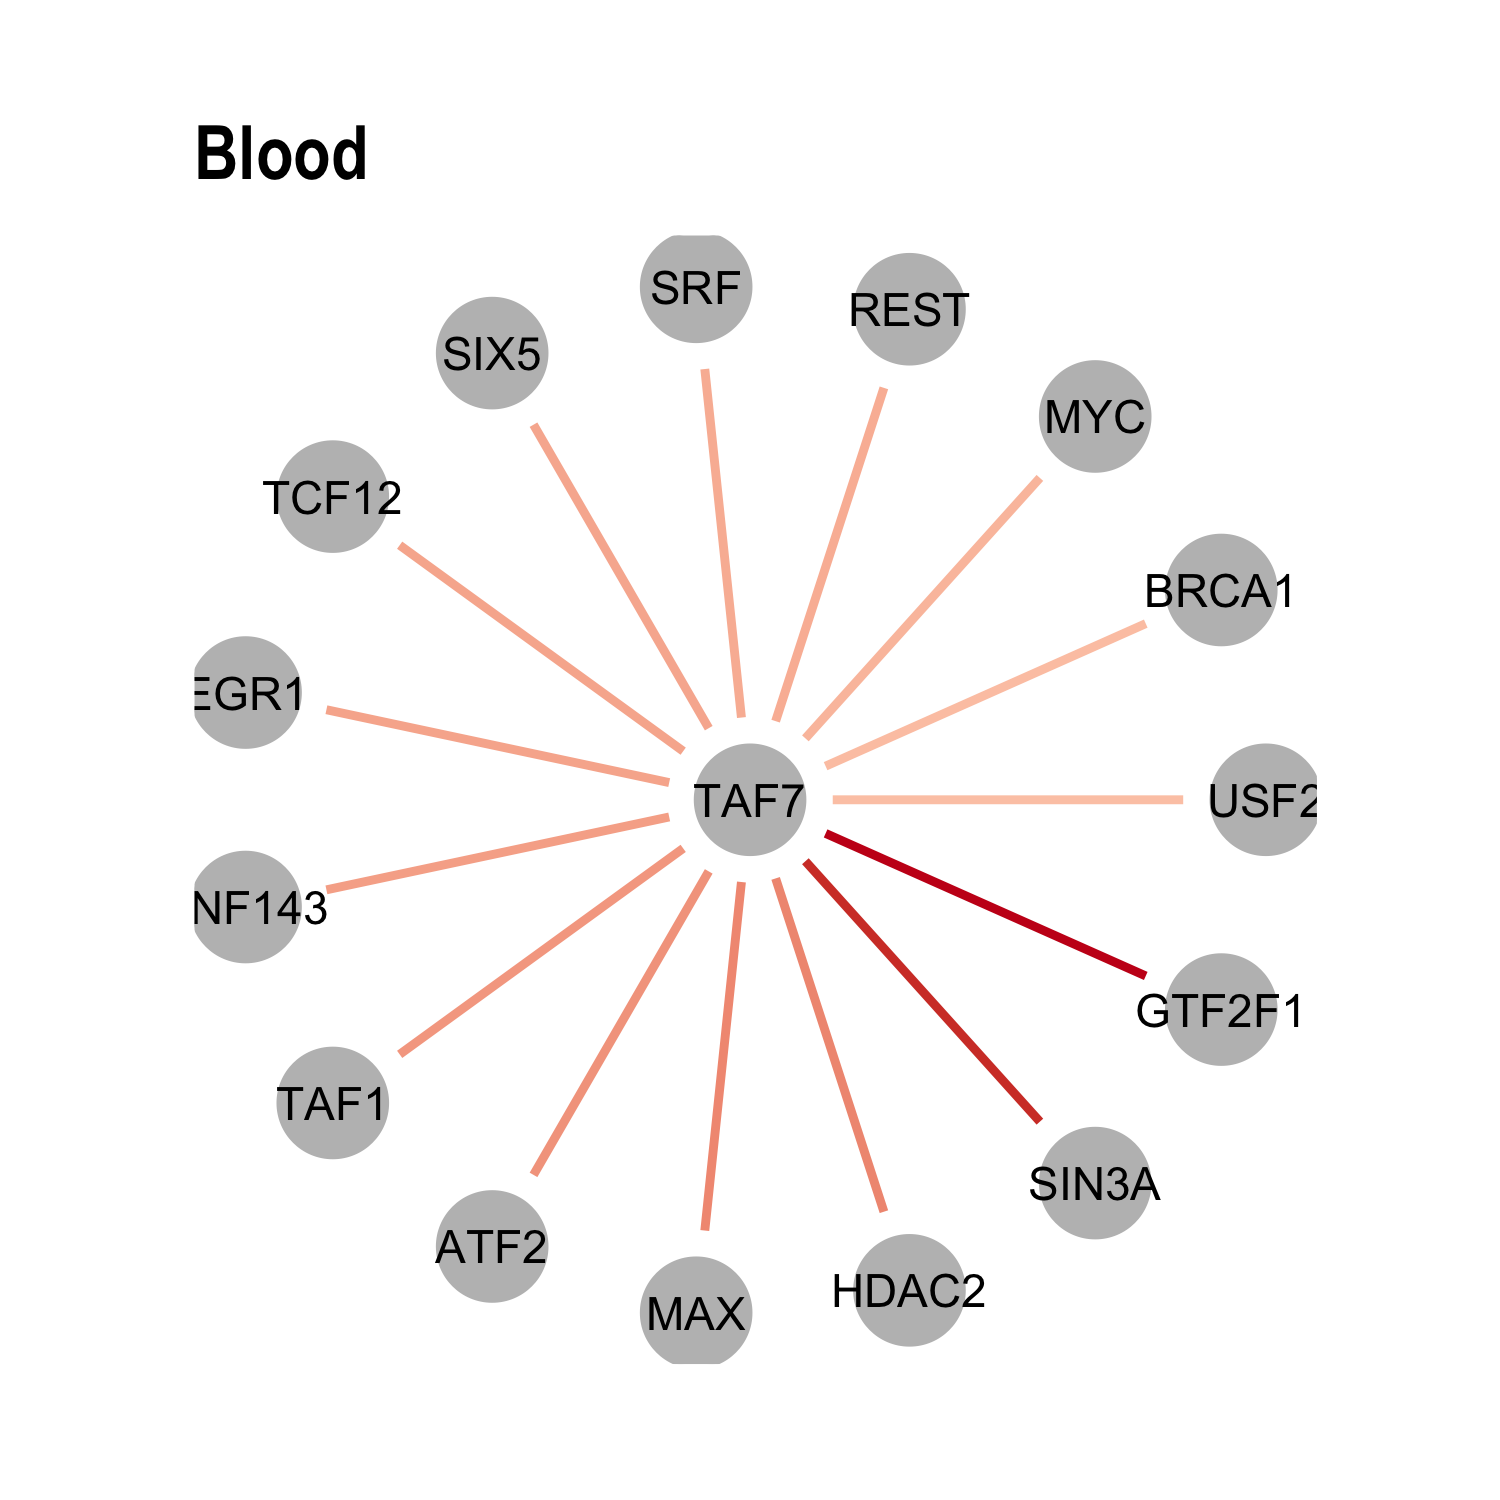 Blood
SRF
REST
SIX5
MYC
TCF12
BRCA1
EGR1
TAF7
USF2
NF143
GTF2F1
TAF1
SIN3A
ATF2
HDAC2
MAX